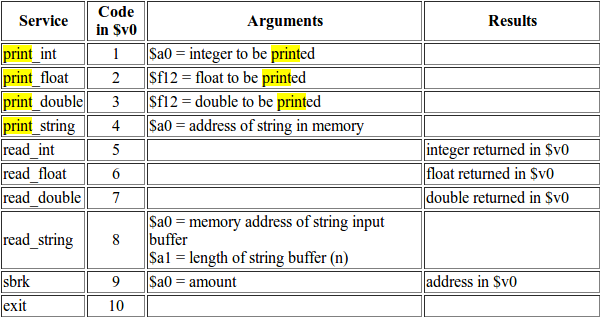 Service Code in $v0 Arguments Results
print_int 1 $a0 = integer to be printed
print_float 2 $f12 = float to be printed
print_double 3 $f12 = double to be printed
print_string 4 $a0 = address of string in memory
read_int 5 integer returned in $v0
read_float 6 float returned in $v0
read_double 7 double returned in $v0
read_string 8 $a0 = memory address of string input
buffer
$a1 = length of string buffer (n)
sbrk 9 $a0 = amount address in $v0
exit 10